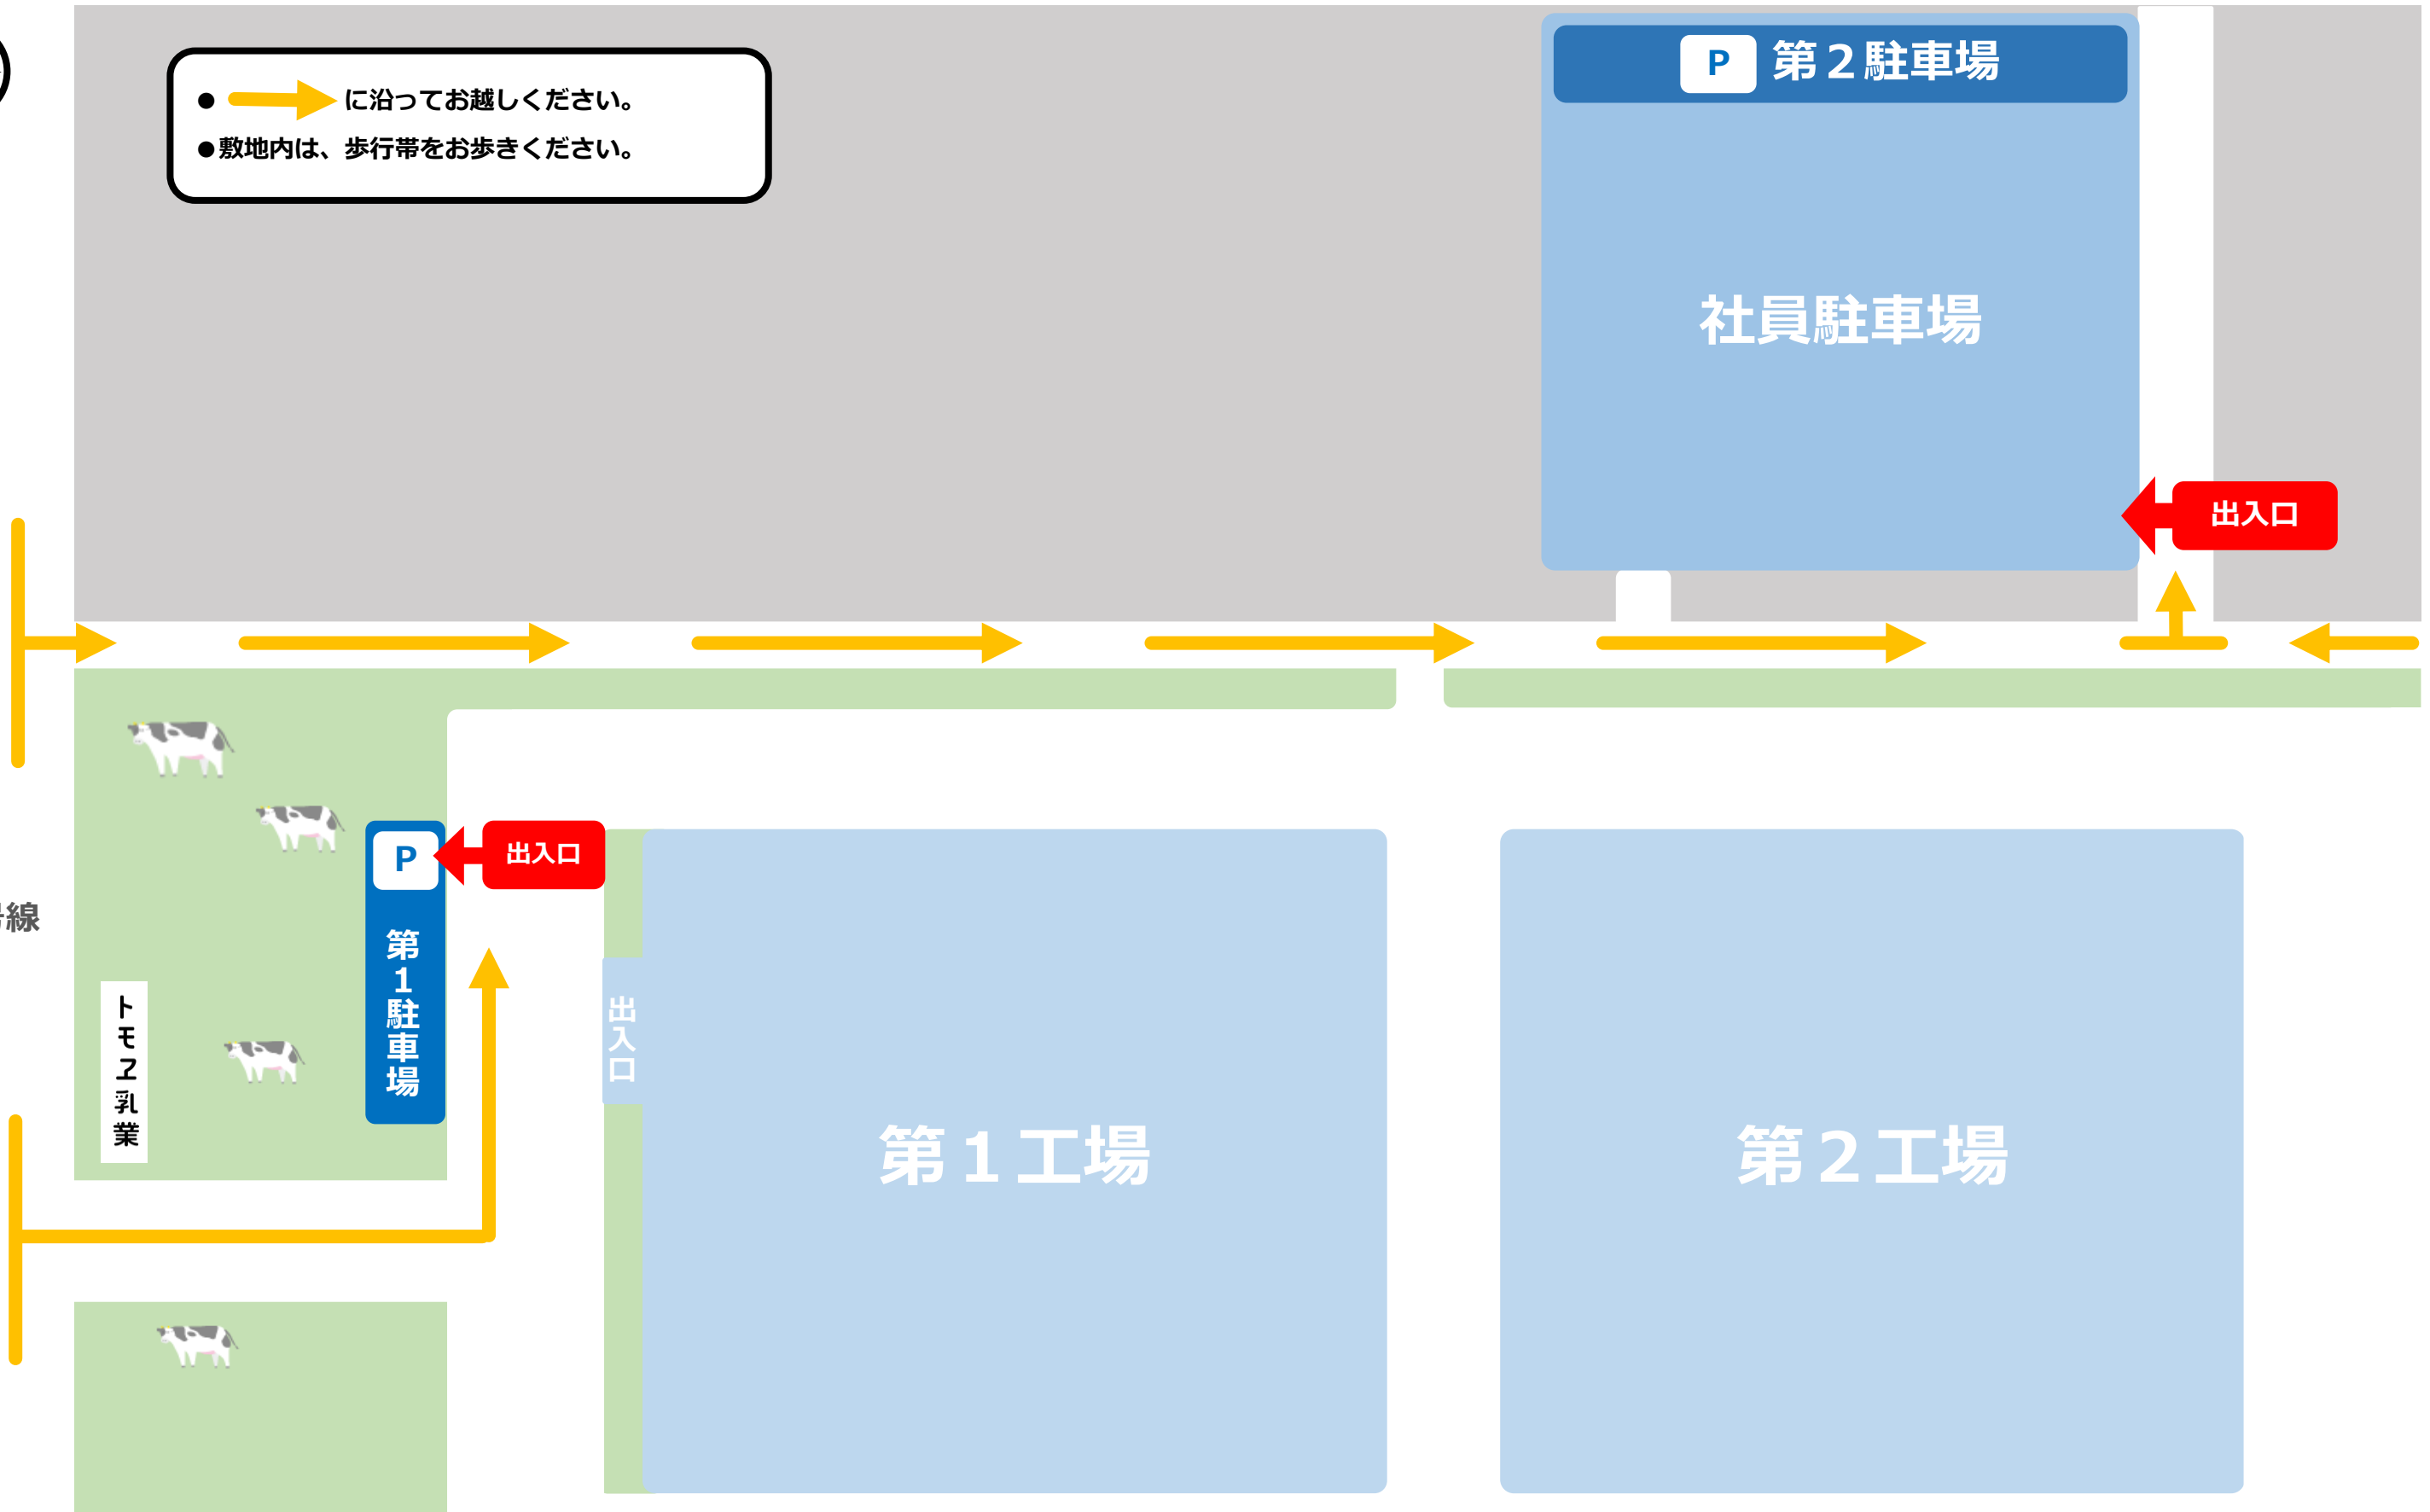 に沿ってお越しください。
●敷地内は、歩行帯をお歩きください。
P 第２駐車場
社員駐車場
出入口
P
第１駐車場
出入口
線
トモヱ乳業
出入口
第１工場
第２工場